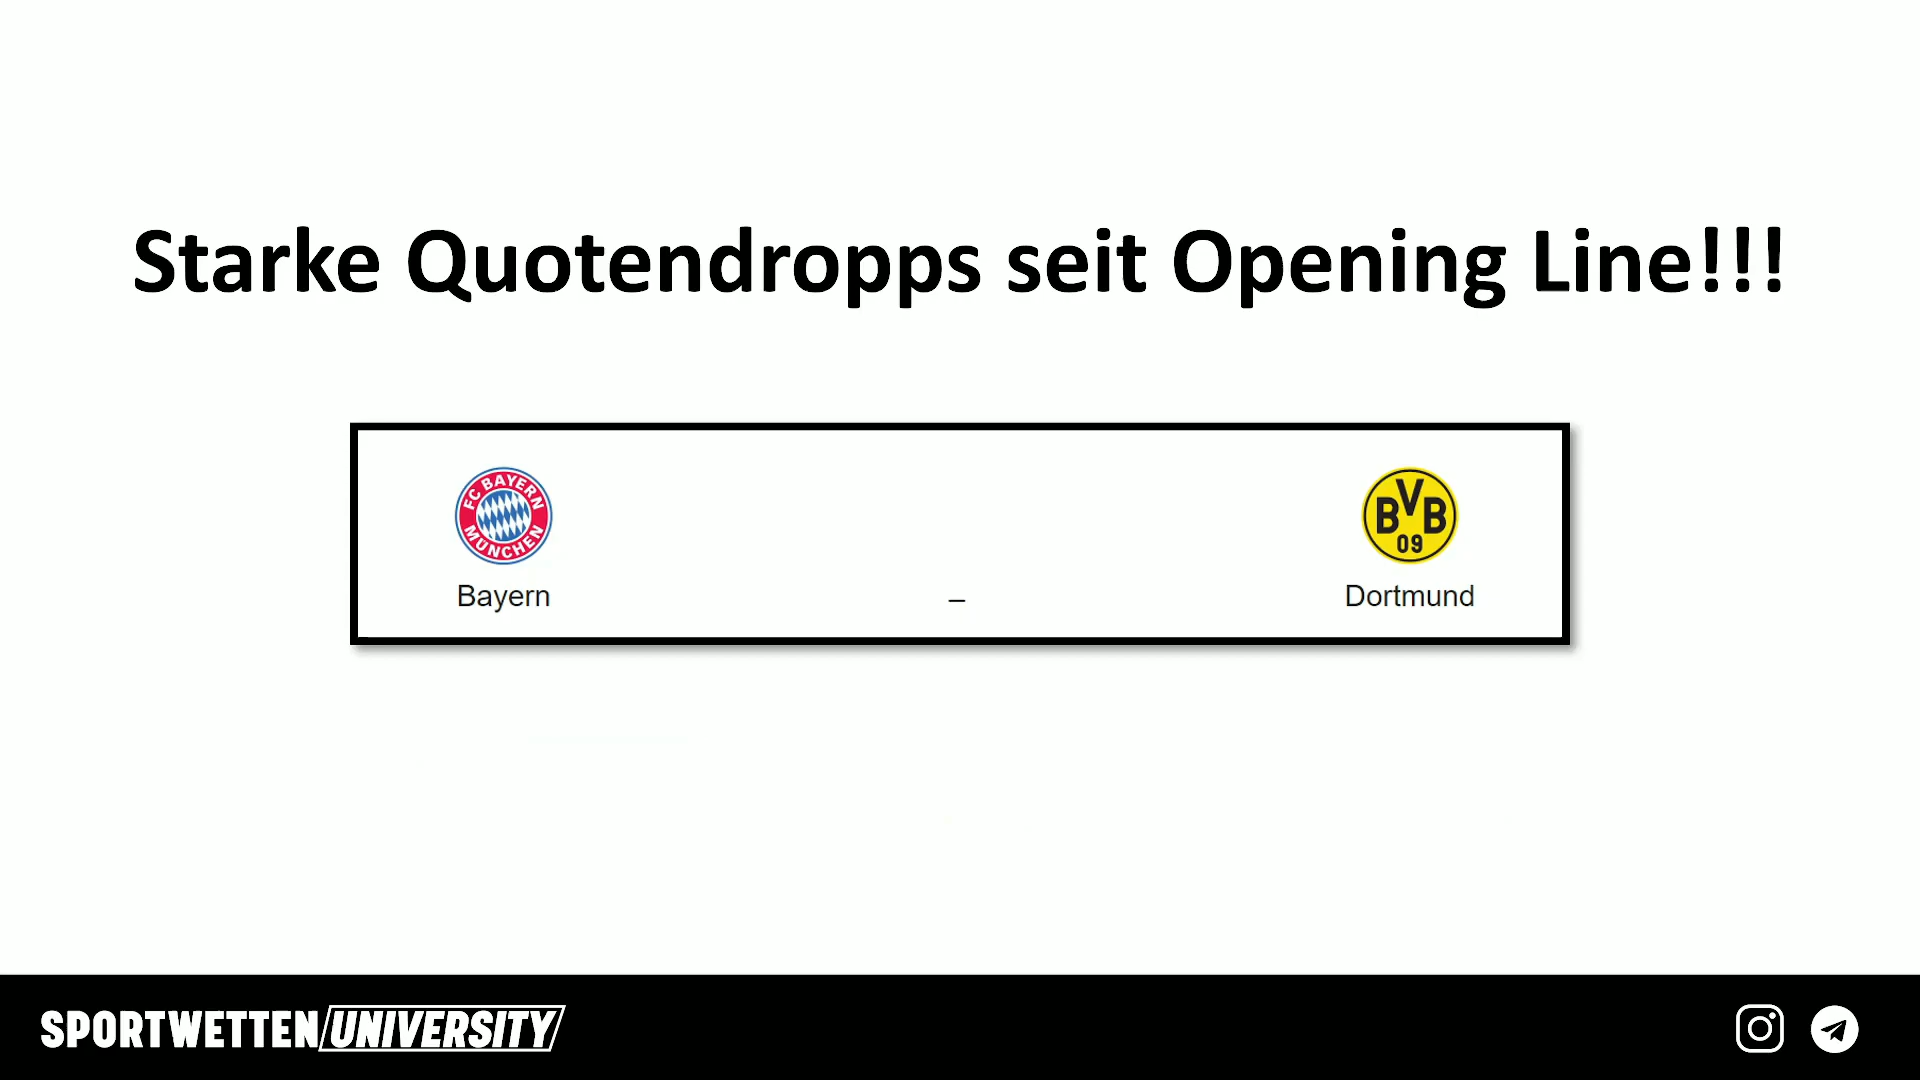 Starke Quotendropps seit Opening Line!!!
FC BAYERN
MÜNCHEN
BVB
09
Bayern
–
Dortmund
SPORTWETTEN UNIVERSITY